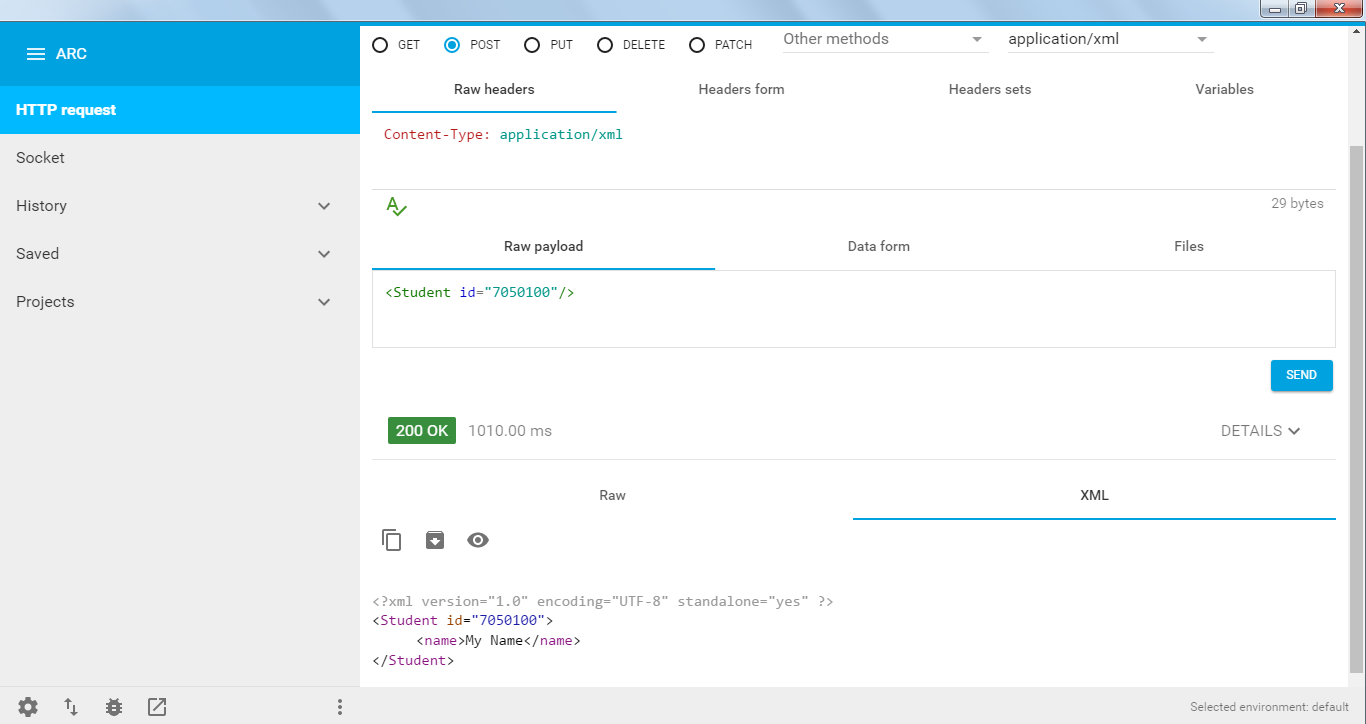 ARC
HTTP request
Socket
History
Saved
Projects
GET POST PUT DELETE PATCH Other methods application/xml
Raw headers Headers form Headers sets Variables
Content-Type: application/xml
29 bytes
Raw payload Data form Files
<Student id="7050100"/>
SEND
200 OK 1010.00 ms DETAILS
Raw XML
<?xml version="1.0" encoding="UTF-8" standalone="yes" ?>
<Student id="7050100">
<name>My Name</name>
</Student>
Selected environment: default